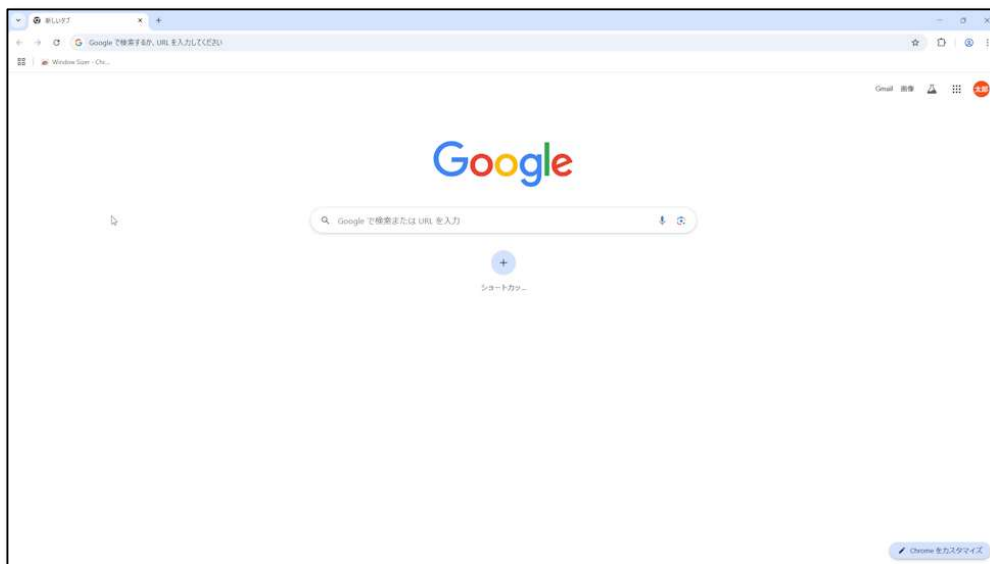 新しいタブ
Google で検索するか、URL を入力してください
Window Sizer - Chr...
Gmail 画像 太郎
Google
Google で検索または URL を入力
ショートカッ...
Chrome をカスタマイズ